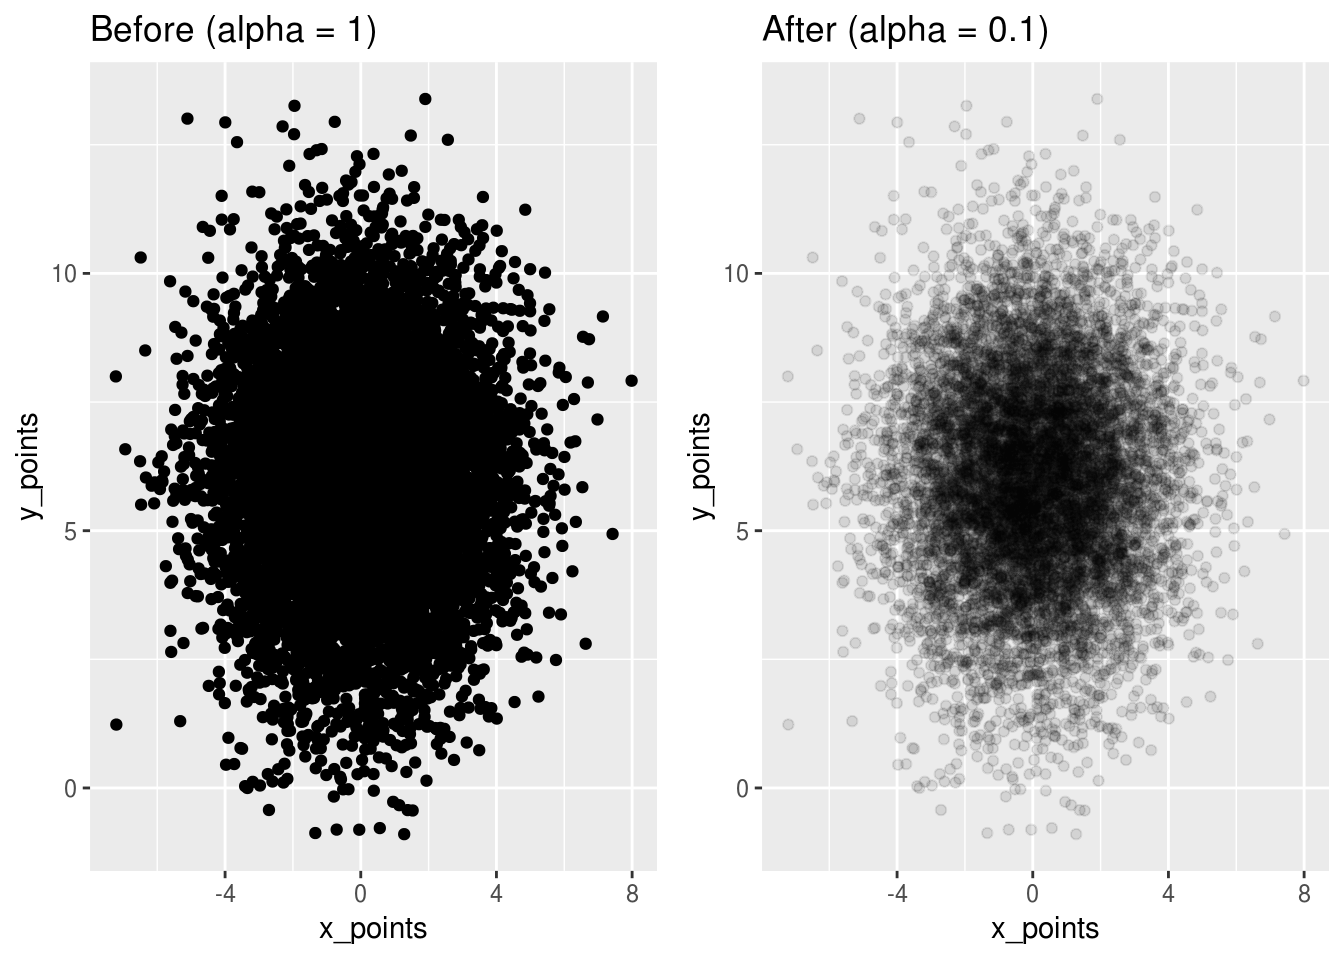 Before (alpha = 1)
10
5
0
y_points
-4
0
4
8
x_points
After (alpha = 0.1)
10
5
0
y_points
-4
0
4
8
x_points